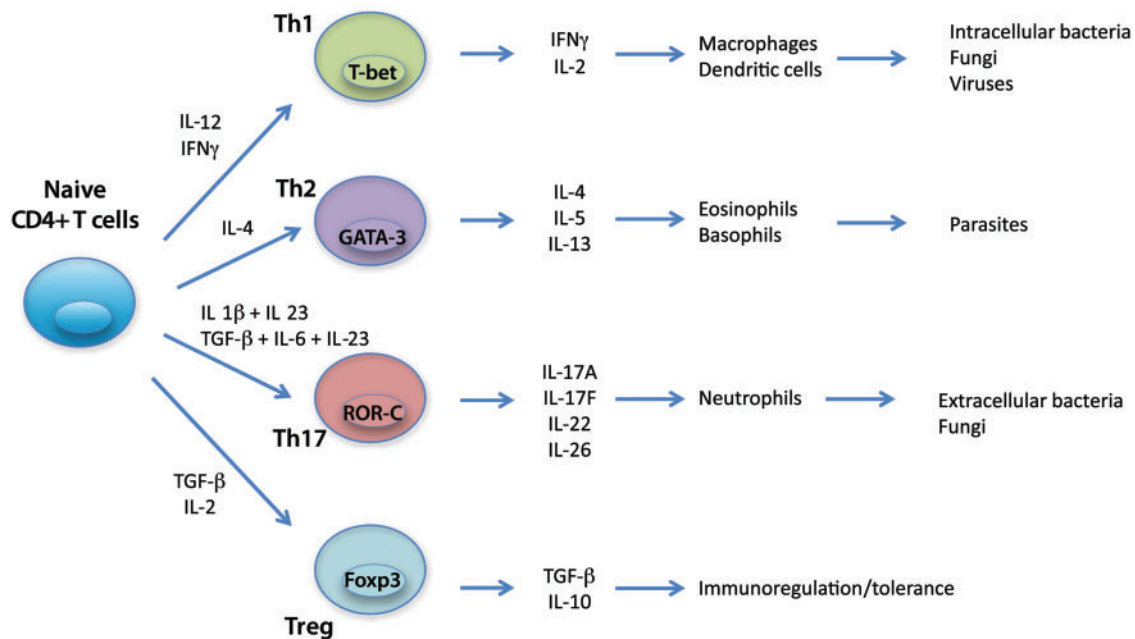 Th1
T-bet
IFNγ
IL-2
Macrophages
Dendritic cells
Intracellular bacteria
Fungi
Viruses
IL-12
IFNγ
Naive
CD4+ T cells
Th2
GATA-3
IL-4
IL-4
IL-5
IL-13
Eosinophils
Basophils
Parasites
IL 1β + IL 23
TGF-β + IL-6 + IL-23
ROR-C
Th17
IL-17A
IL-17F
IL-22
IL-26
Neutrophils
Extracellular bacteria
Fungi
TGF-β
IL-2
Foxp3
Treg
TGF-β
IL-10
Immunoregulation/tolerance